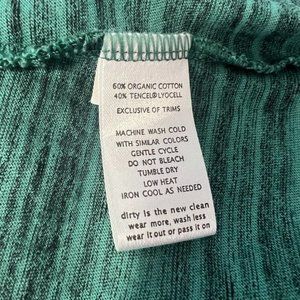 60% ORGANIC COTTON
40% TENCEL® LYOCELL
EXCLUSIVE OF TRIMS
MACHINE WASH COLD
WITH SIMILAR COLORS
GENTLE CYCLE
DO NOT BLEACH
TUMBLE DRY
LOW HEAT
IRON COOL AS NEEDED
dirty is the new clean
wear more, wash less
wear it out or pass it on